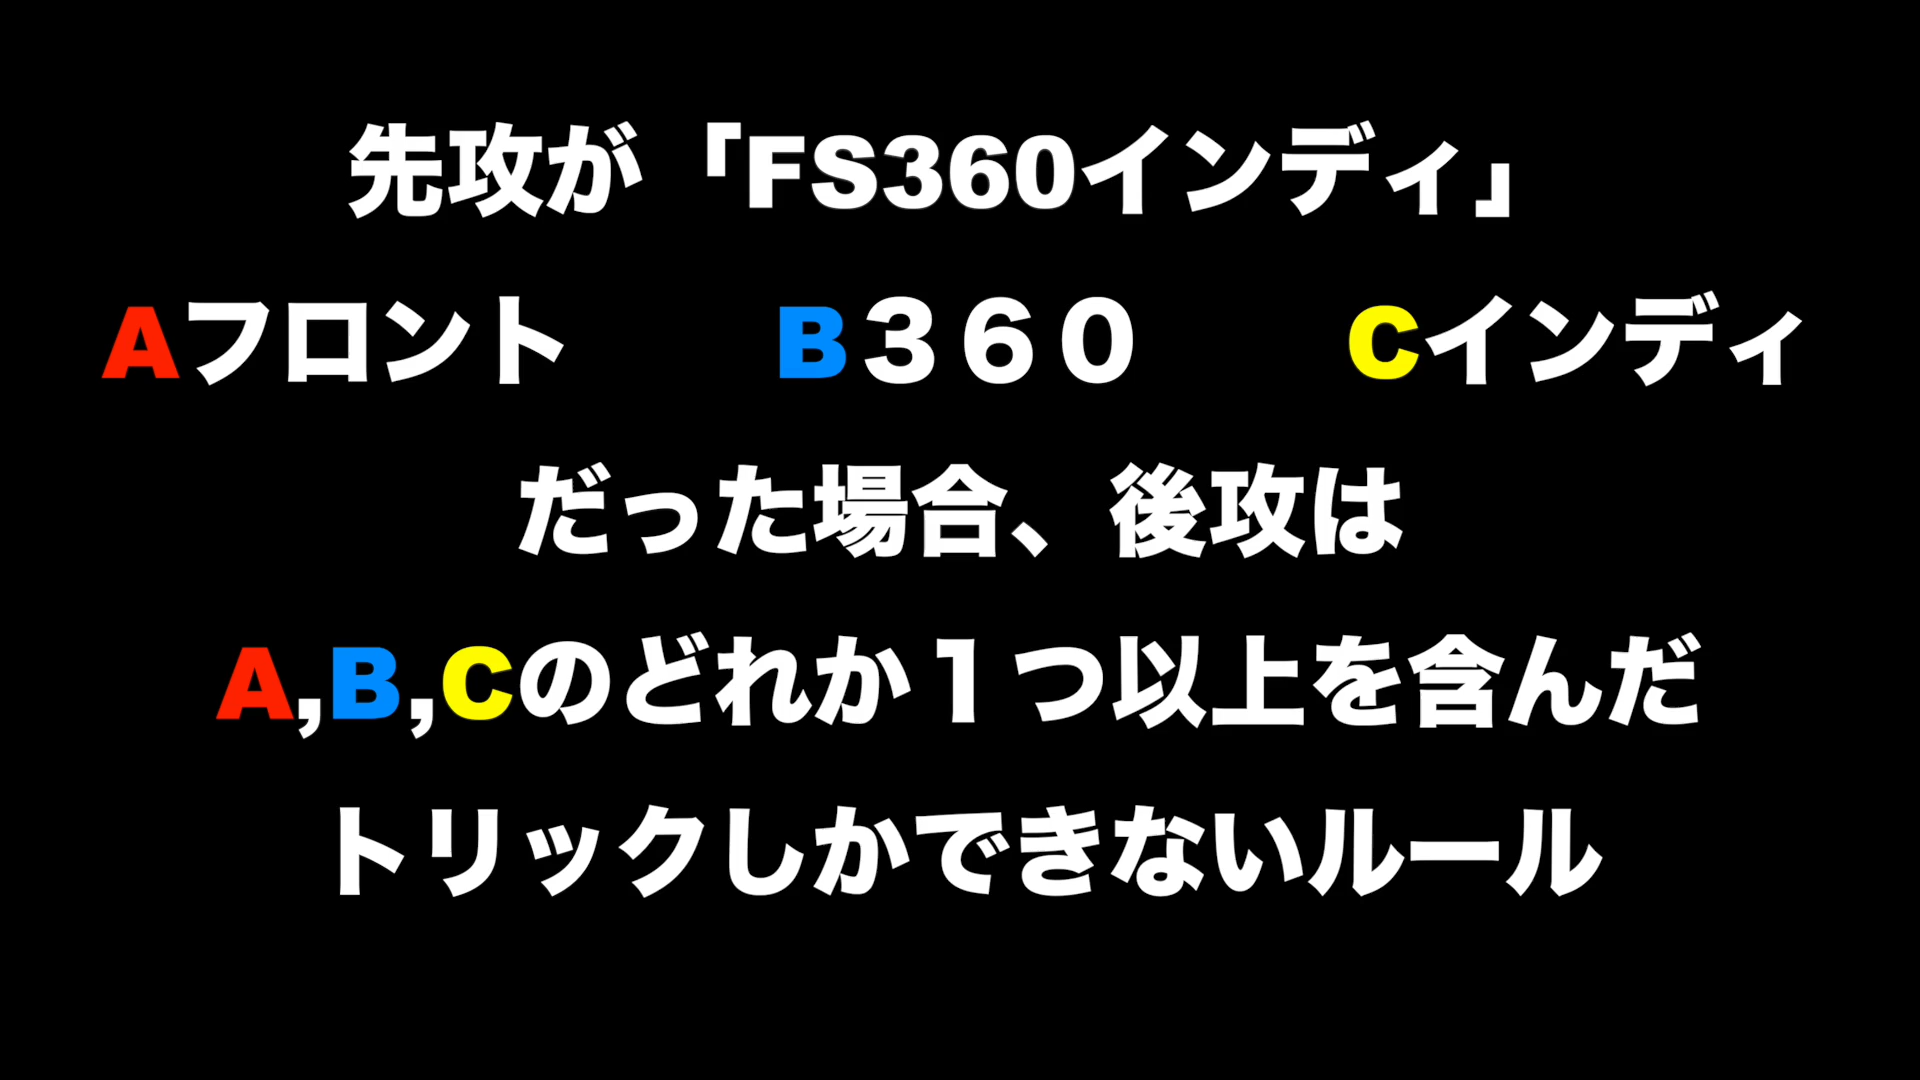 先攻が「FS360インディ」
Aフロント　B３６０　Cインディ
だった場合、後攻は
A,B,Cのどれか１つ以上を含んだ
トリックしかできないルール